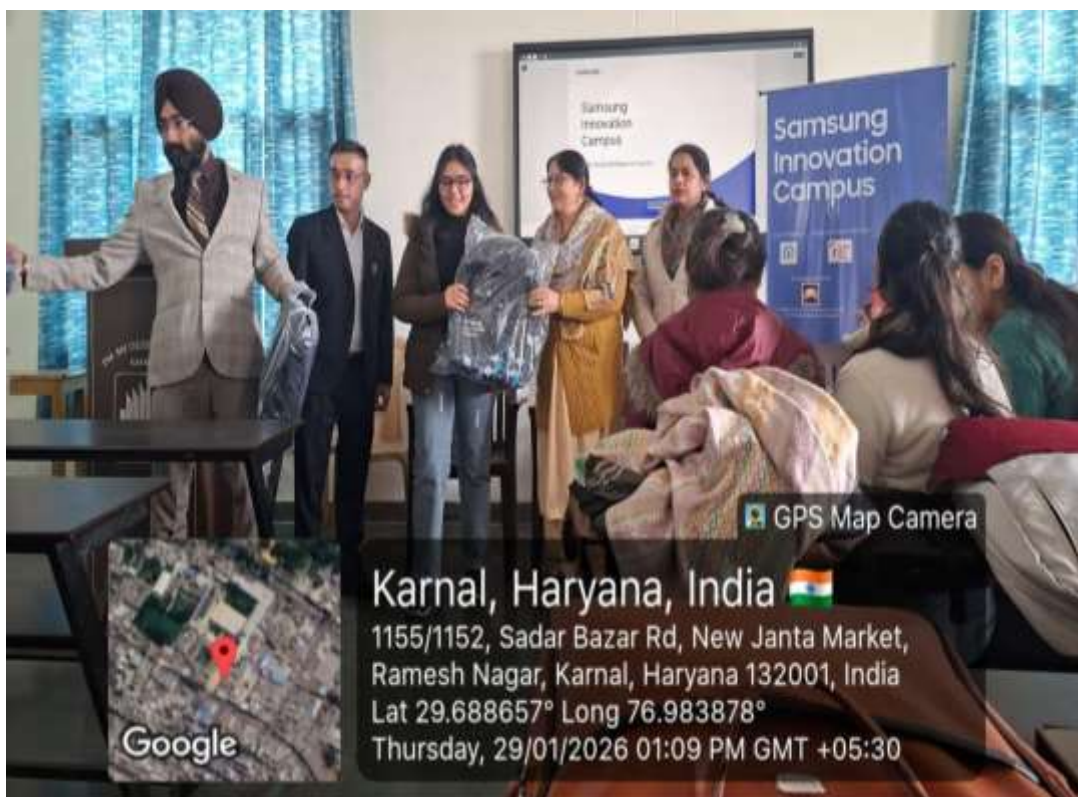 Samsung
Innovation
Campus
Samsung
Innovation
Campus
GPS Map Camera
Karnal, Haryana, India
1155/1152, Sadar Bazar Rd, New Janta Market,
Ramesh Nagar, Karnal, Haryana 132001, India
Lat 29.688657° Long 76.983878°
Thursday, 29/01/2026 01:09 PM GMT +05:30
Google